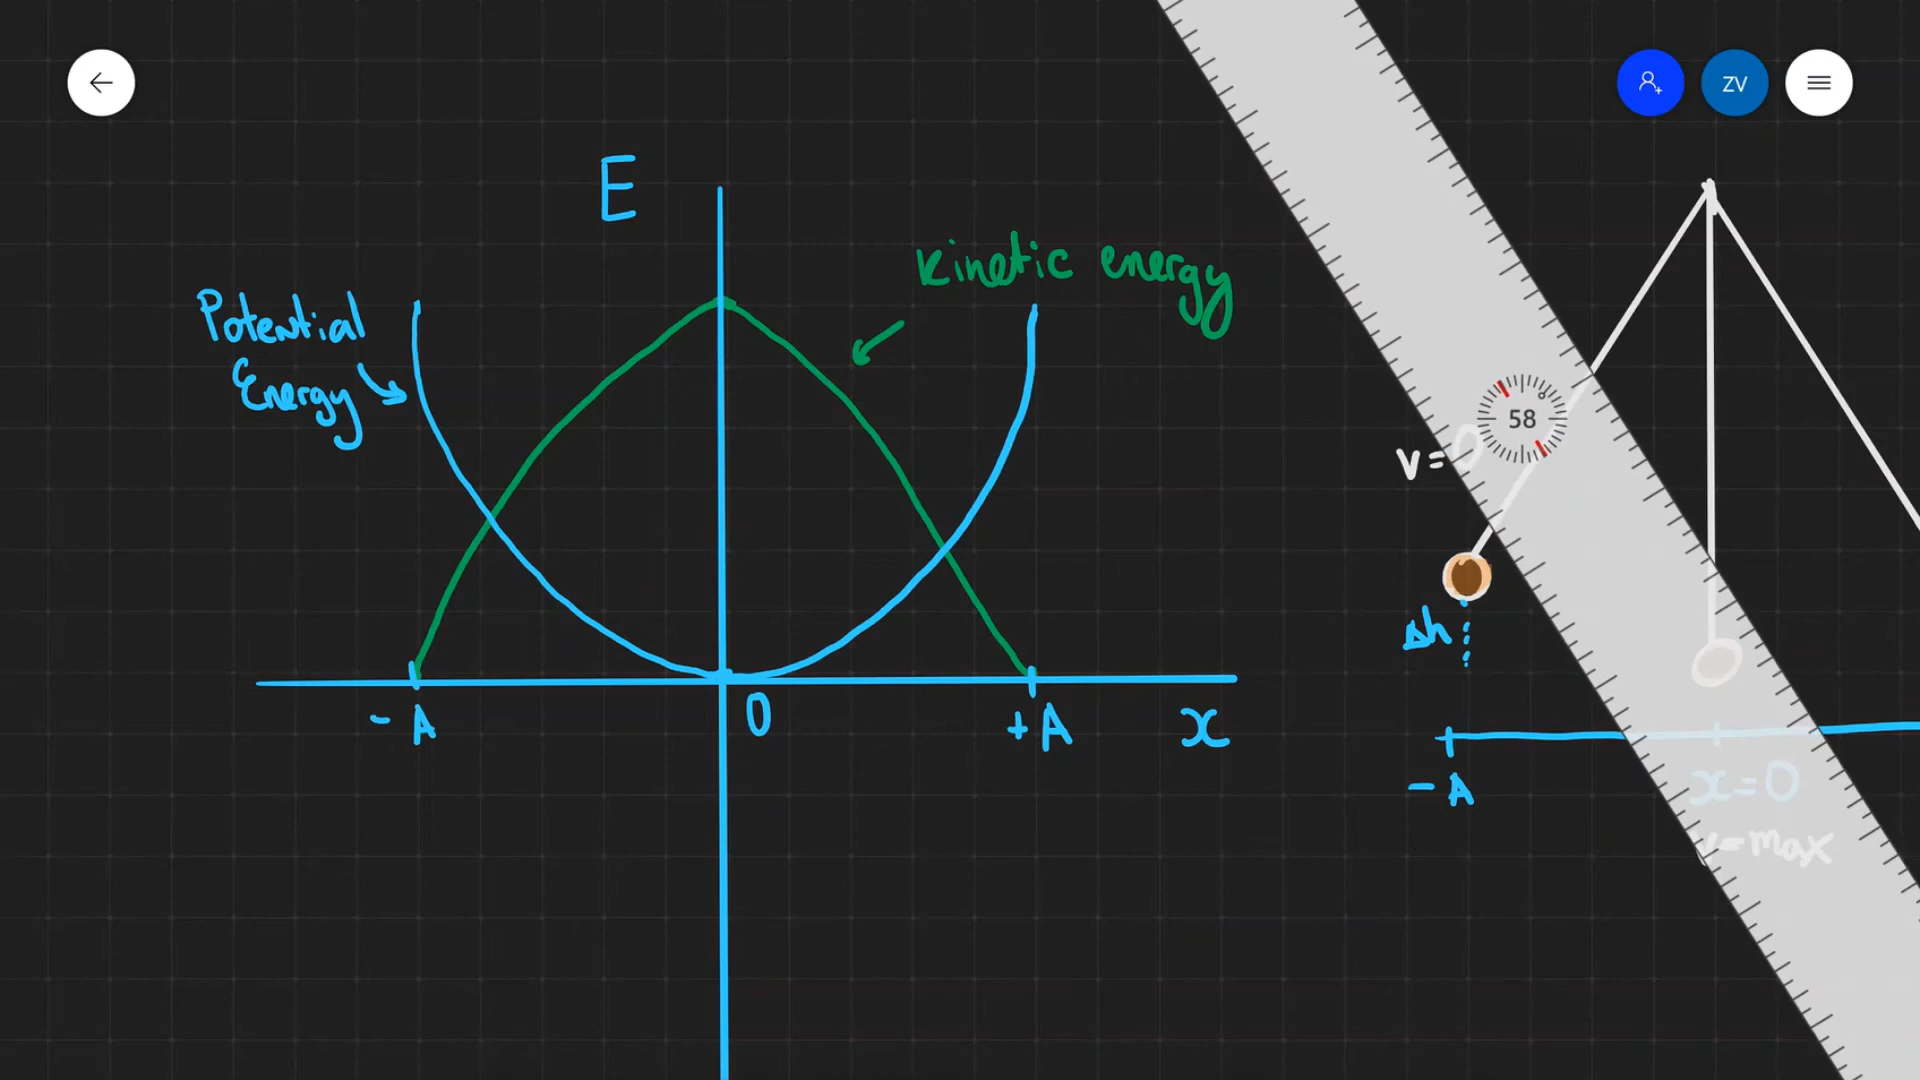 ZV
E
Kinetic energy
Potential
Energy
58
v=0
Δh
- A
0
+A
x
- A
x=0
v=max